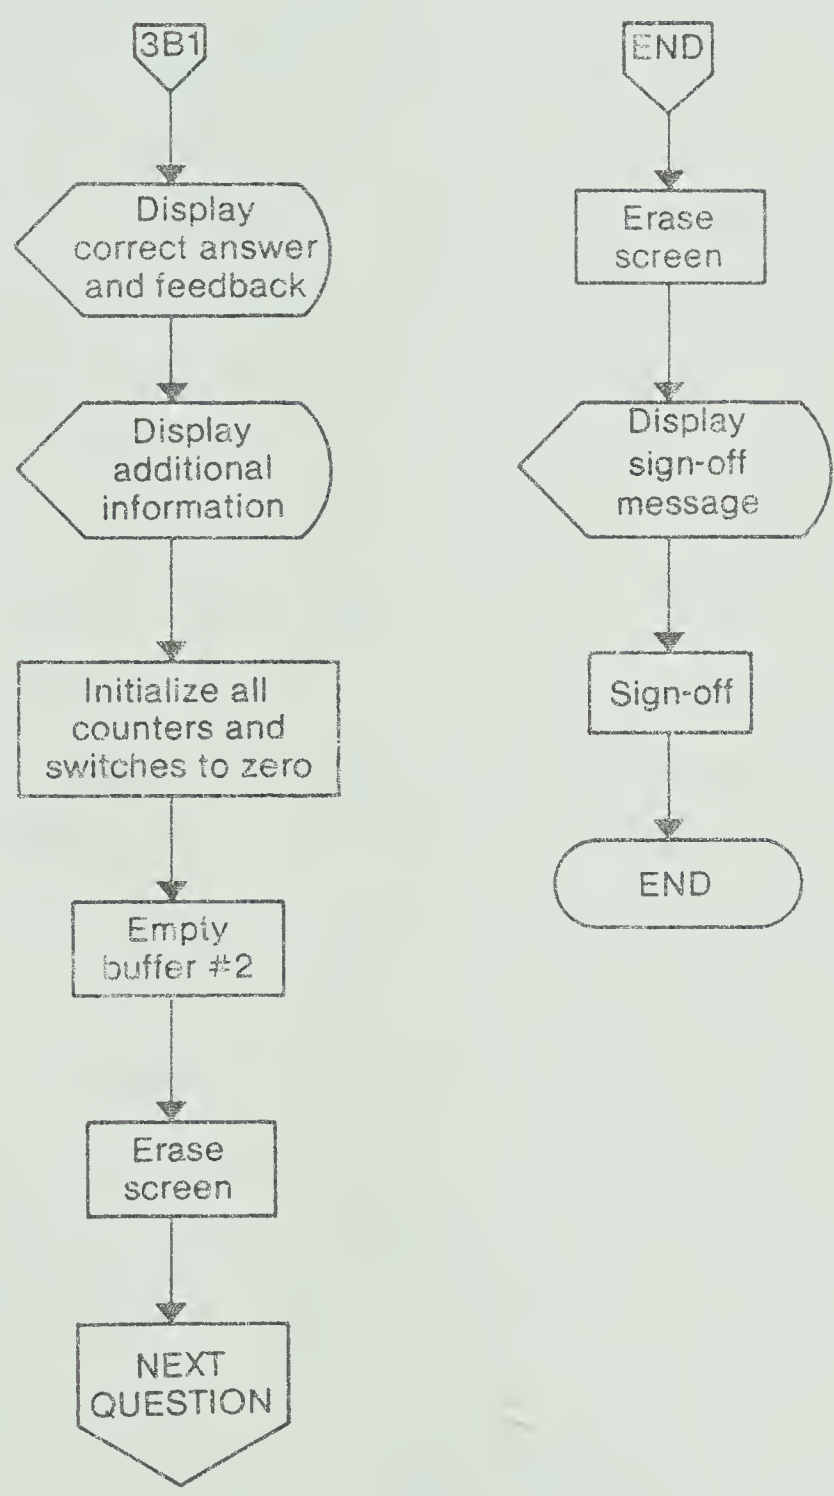 3B1
Display
correct answer
and feedback
Display
additional
information
Initialize all
counters and
switches to zero
Empty
buffer #2
Erase
screen
NEXT
QUESTION
END
Erase
screen
Display
sign-off
message
Sign-off
END